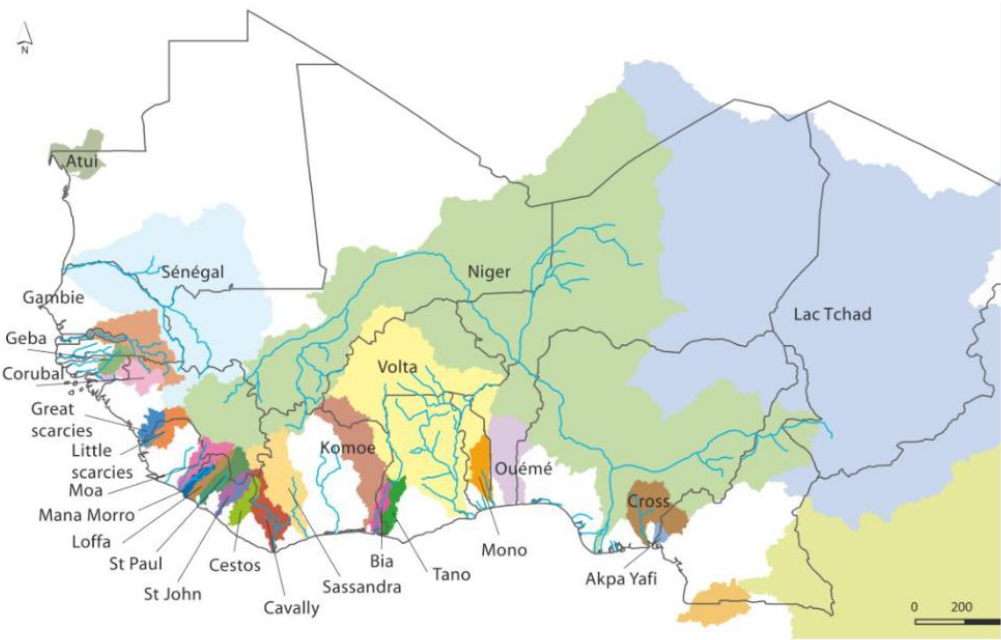 N
Atui
Sénégal
Gambie
Niger
Geba
Lac Tchad
Corubal
Volta
Great
scarcies
Little
scarcies
Komoe
Ouémé
Moa
Mana Morro
Cross
Loffa
St Paul
Cestos
Bia
Mono
St John
Sassandra
Tano
Akpa Yafi
Cavally
0 200